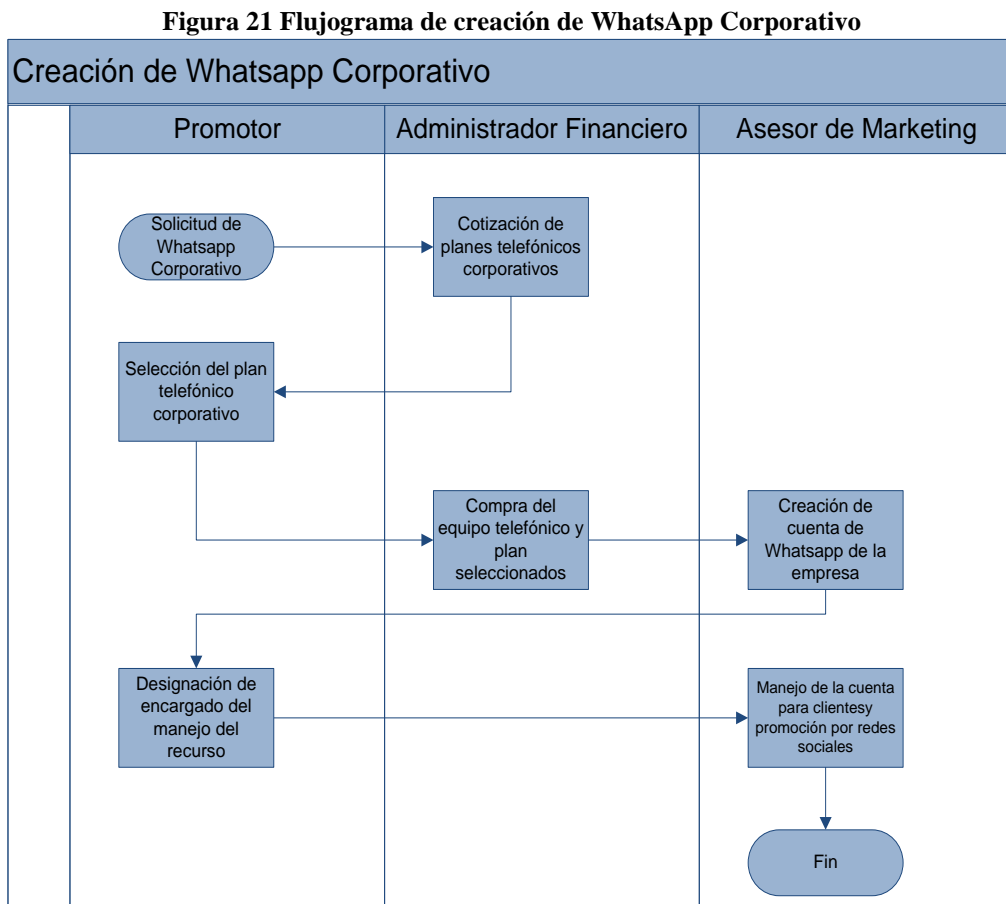 Figura 21 Flujograma de creación de WhatsApp Corporativo
Creación de Whatsapp Corporativo
Promotor
Administrador Financiero
Asesor de Marketing
Solicitud de
Whatsapp
Corporativo
Cotización de
planes telefónicos
corporativos
Selección del plan
telefónico
corporativo
Compra del
equipo telefónico y
plan
seleccionados
Creación de
cuenta de
Whatsapp de la
empresa
Designación de
encargado del
manejo del
recurso
Manejo de la cuenta
para clientesy
promoción por redes
sociales
Fin